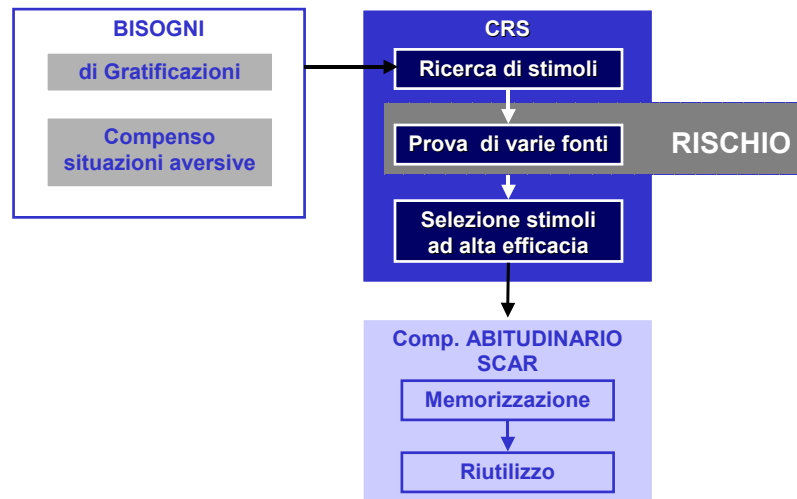 BISOGNI
di Gratificazioni
Compenso
situazioni aversive
CRS
Ricerca di stimoli
Prova di varie fonti
RISCHIO
Selezione stimoli
ad alta efficacia
Comp. ABITUDINARIO
SCAR
Memorizzazione
Riutilizzo